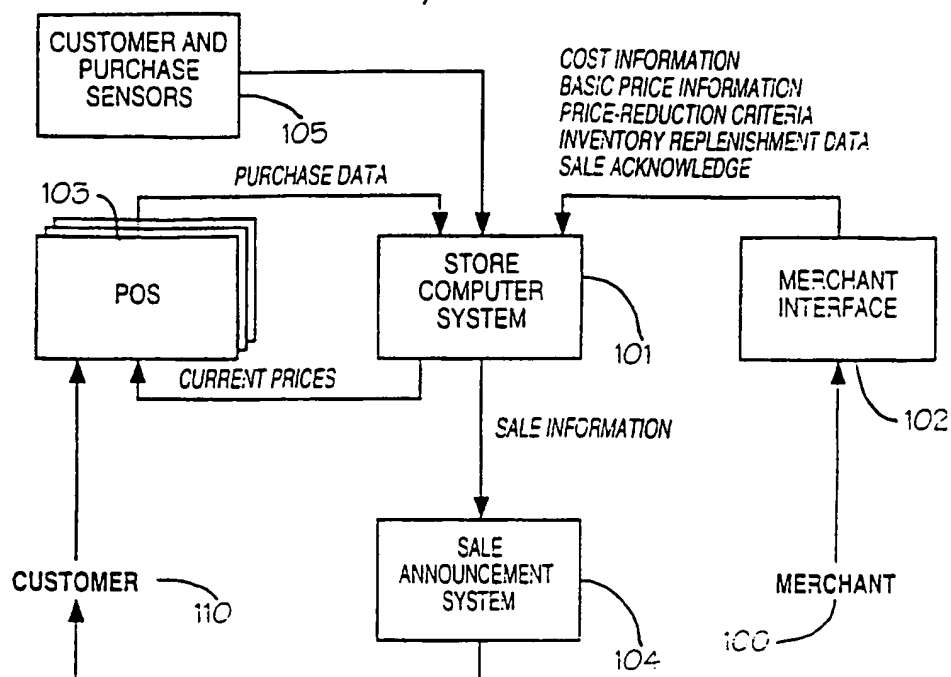 CUSTOMER AND
PURCHASE
SENSORS
105
COST INFORMATION
BASIC PRICE INFORMATION
PRICE-REDUCTION CRITERIA
INVENTORY REPLENISHMENT DATA
SALE ACKNOWLEDGE
PURCHASE DATA
103
POS
STORE
COMPUTER
SYSTEM
101
MERCHANT
INTERFACE
102
CURRENT PRICES
SALE INFORMATION
SALE
ANNOUNCEMENT
SYSTEM
104
CUSTOMER
110
MERCHANT
100